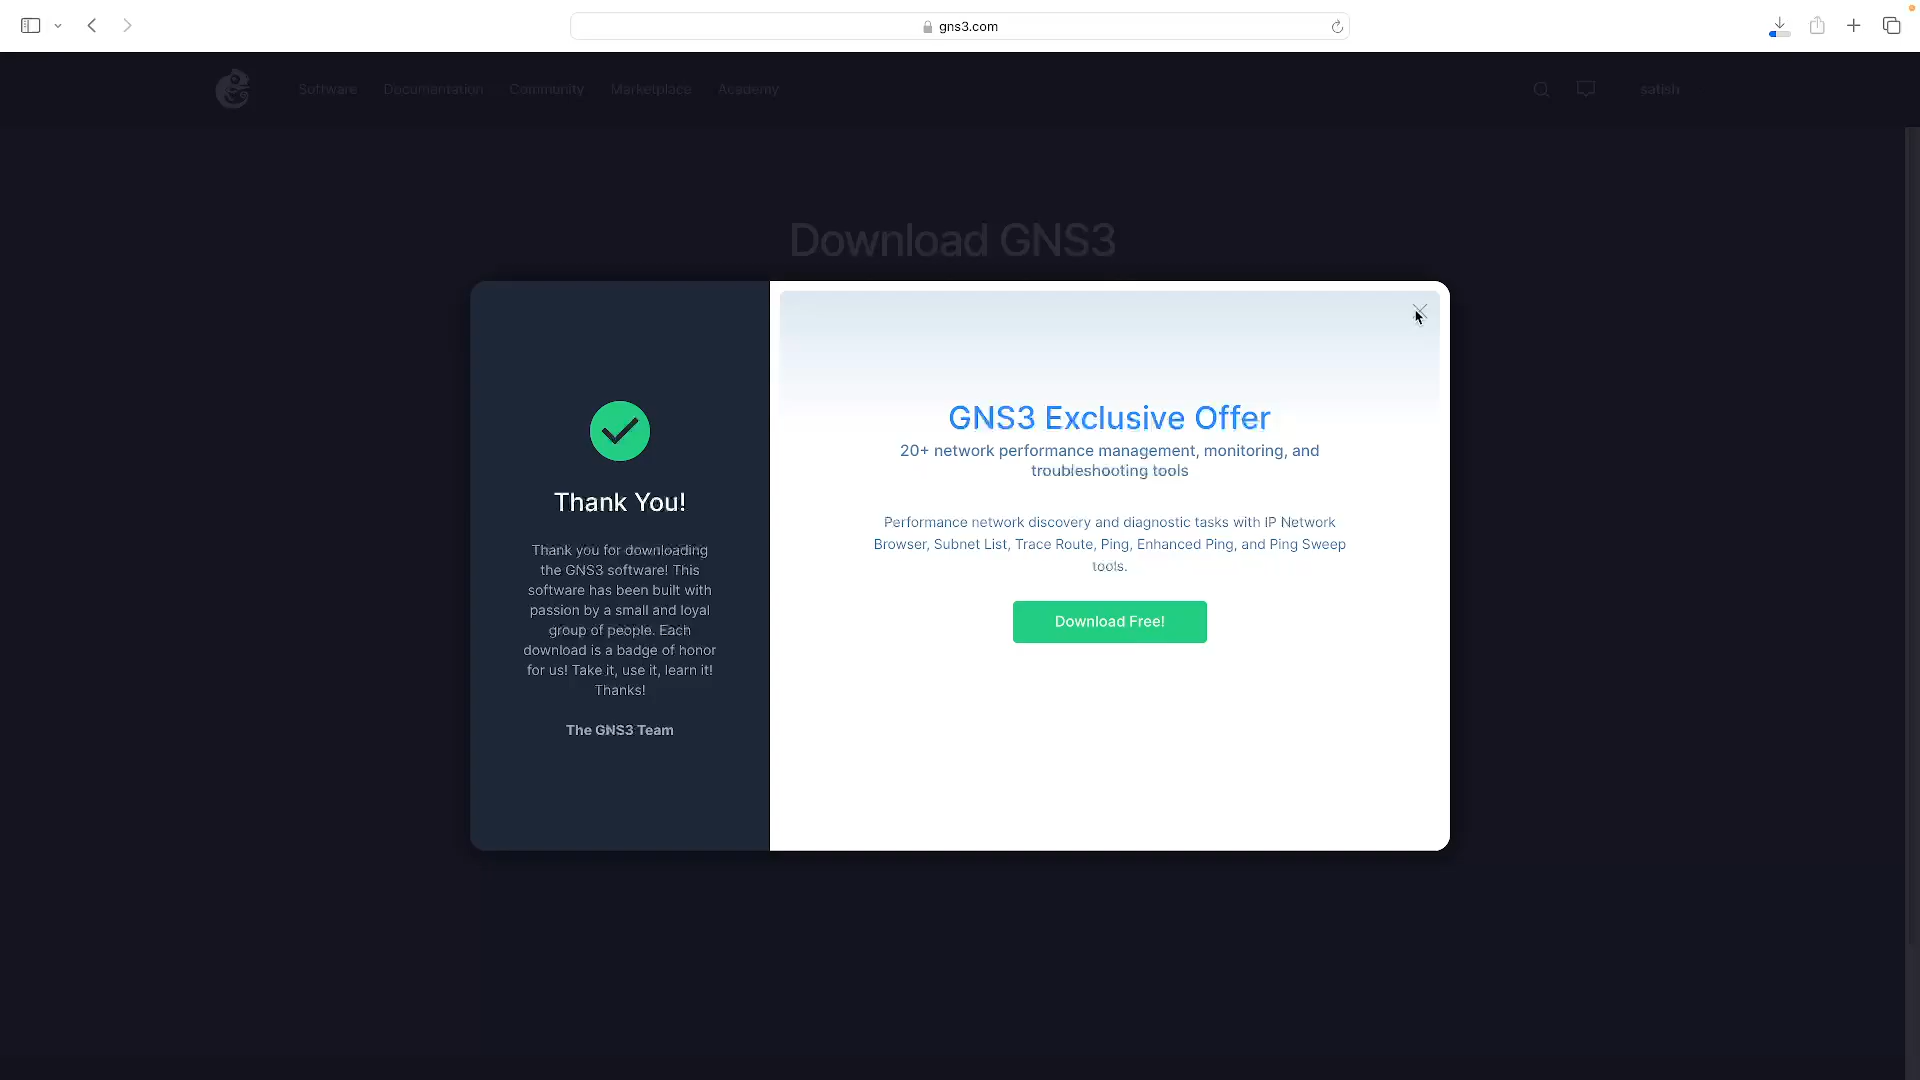 gns3.com
Software Documentation Community Marketplace Academy satish
Download GNS3
Thank You!
Thank you for downloading
the GNS3 software! This
software has been built with
passion by a small and loyal
group of people. Each
download is a badge of honor
for us! Take it, use it, learn it!
Thanks!
The GNS3 Team
GNS3 Exclusive Offer
20+ network performance management, monitoring, and
troubleshooting tools
Performance network discovery and diagnostic tasks with IP Network
Browser, Subnet List, Trace Route, Ping, Enhanced Ping, and Ping Sweep
tools.
Download Free!